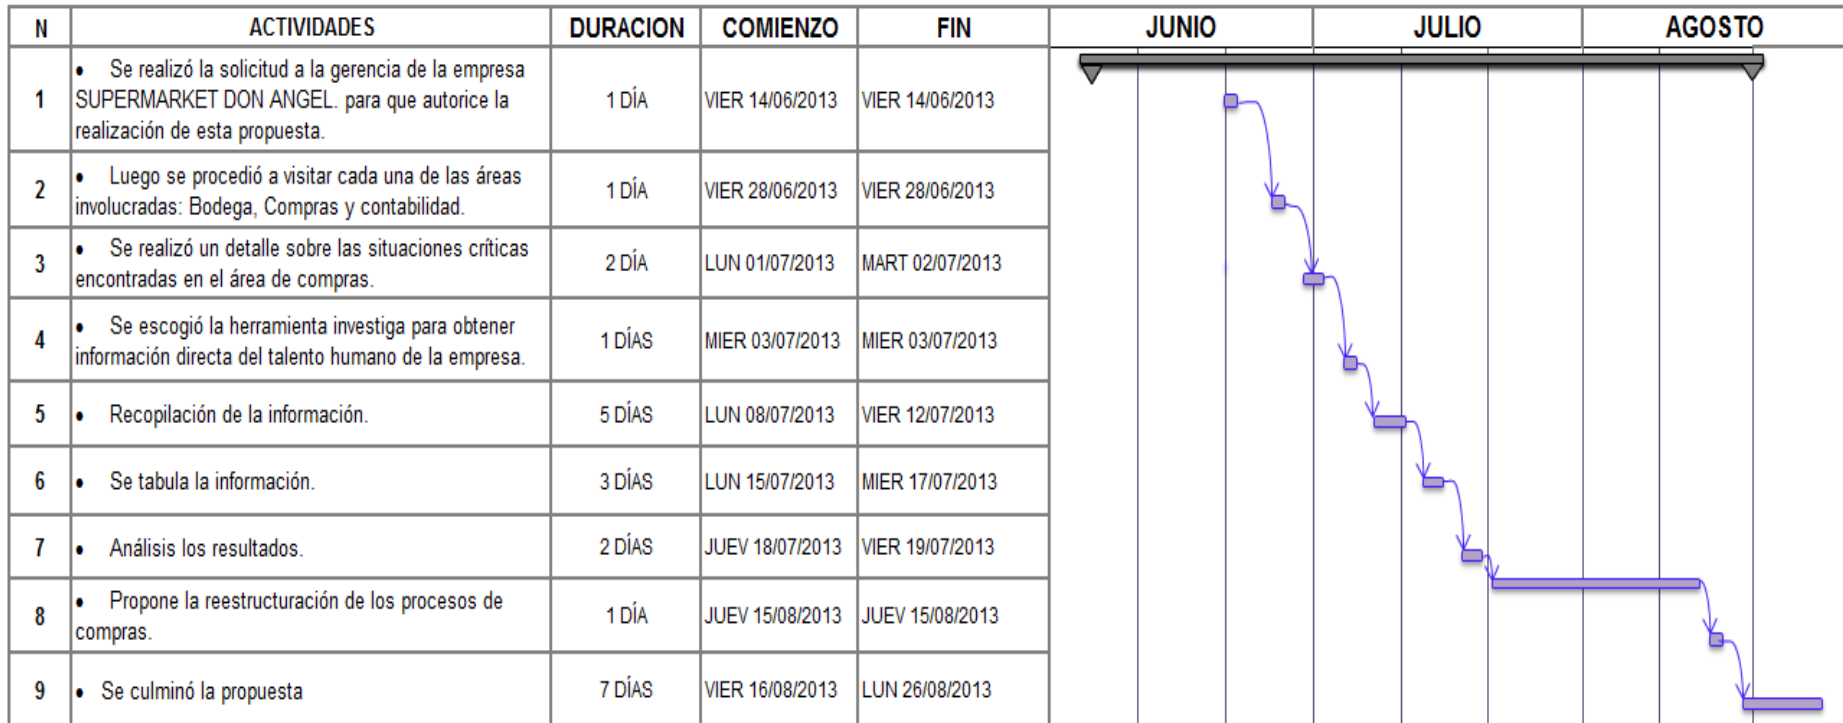 N ACTIVIDADES DURACION COMIENZO FIN JUNIO JULIO AGOSTO
• Se realizó la solicitud a la gerencia de la empresa
1 SUPERMARKET DON ANGEL. para que autorice la 1 DÍA VIER 14/06/2013 VIER 14/06/2013
realización de esta propuesta.
• Luego se procedió a visitar cada una de las áreas
2 involucradas: Bodega, Compras y contabilidad. 1 DÍA VIER 28/06/2013 VIER 28/06/2013
• Se realizó un detalle sobre las situaciones críticas
3 encontradas en el área de compras. 2 DÍA LUN 01/07/2013 MART 02/07/2013
• Se escogió la herramienta investiga para obtener
4 información directa del talento humano de la empresa. 1 DÍAS MIER 03/07/2013 MIER 03/07/2013
5 • Recopilación de la información. 5 DÍAS LUN 08/07/2013 VIER 12/07/2013
6 • Se tabula la información. 3 DÍAS LUN 15/07/2013 MIER 17/07/2013
7 • Análisis los resultados. 2 DÍAS JUEV 18/07/2013 VIER 19/07/2013
• Propone la reestructuración de los procesos de
8 compras. 1 DÍA JUEV 15/08/2013 JUEV 15/08/2013
9 • Se culminó la propuesta 7 DÍAS VIER 16/08/2013 LUN 26/08/2013